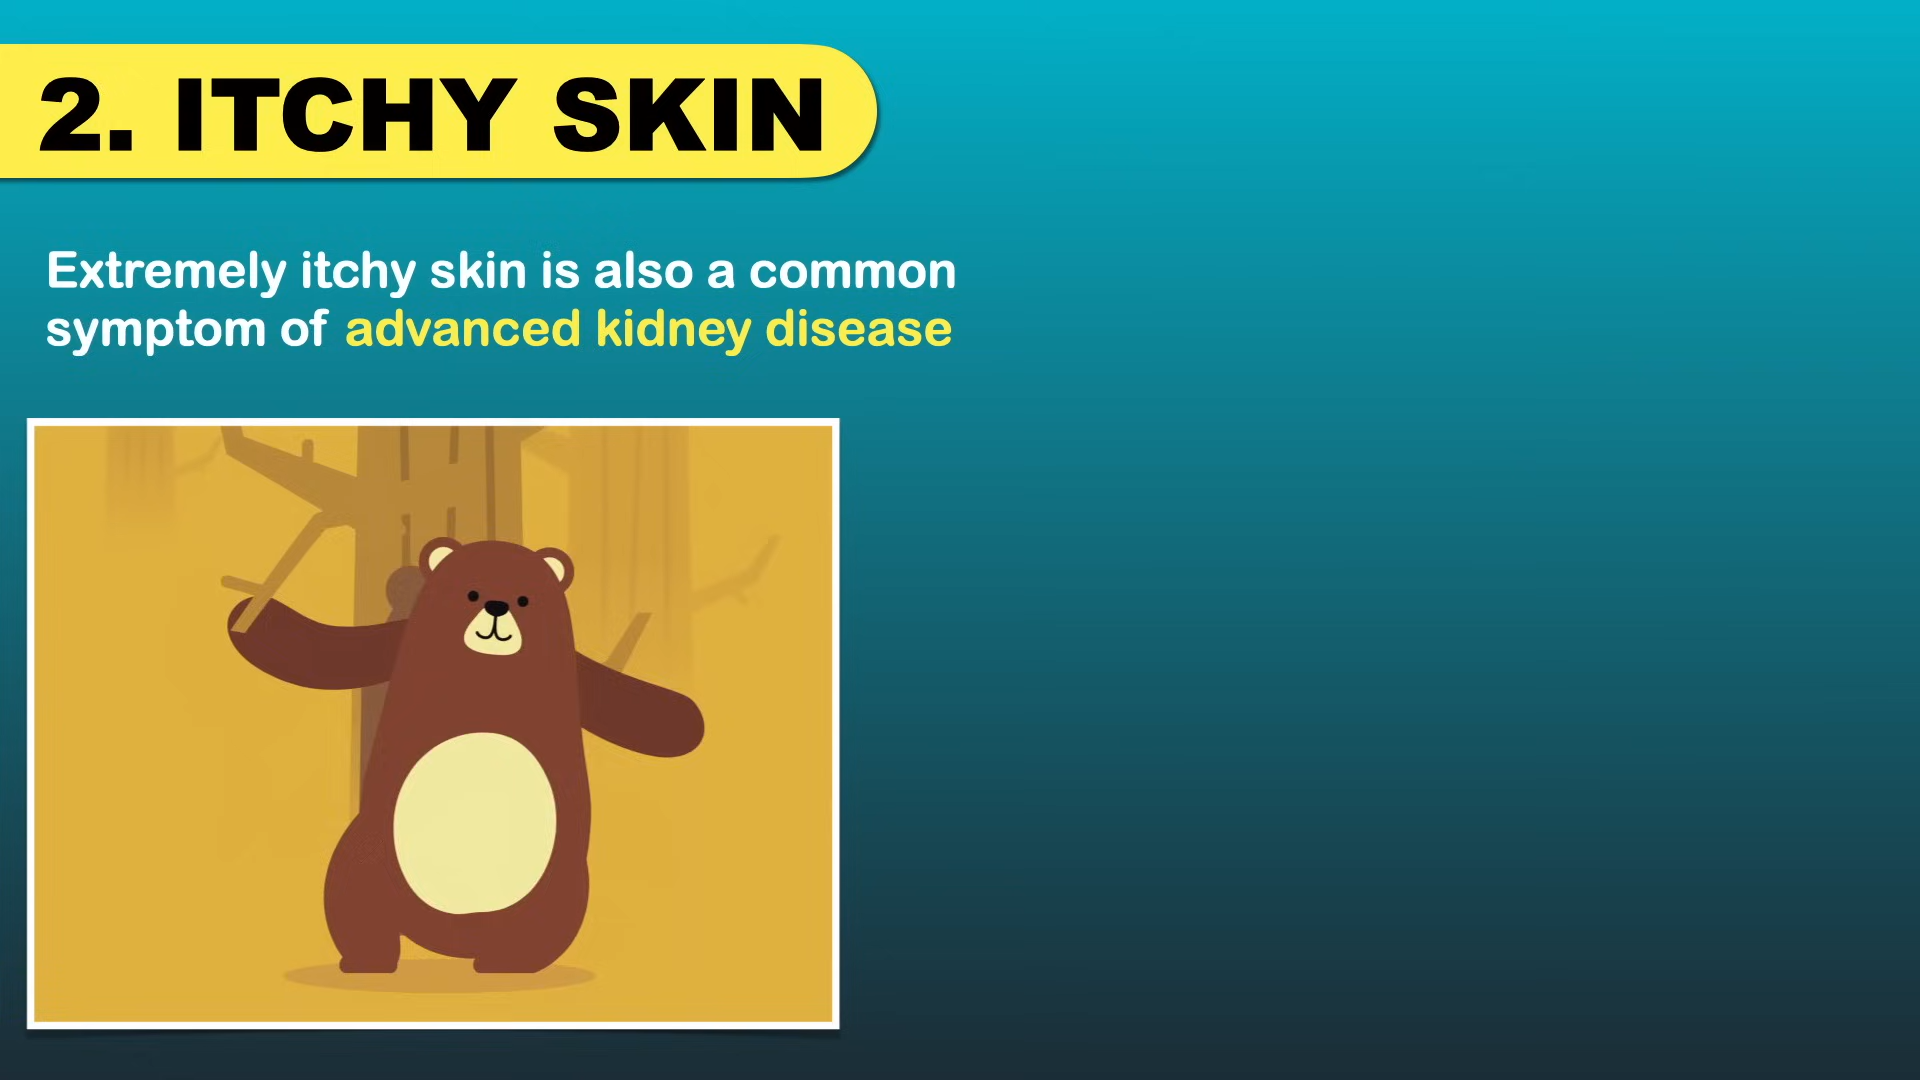 2. ITCHY SKIN
Extremely itchy skin is also a common
symptom of advanced kidney disease